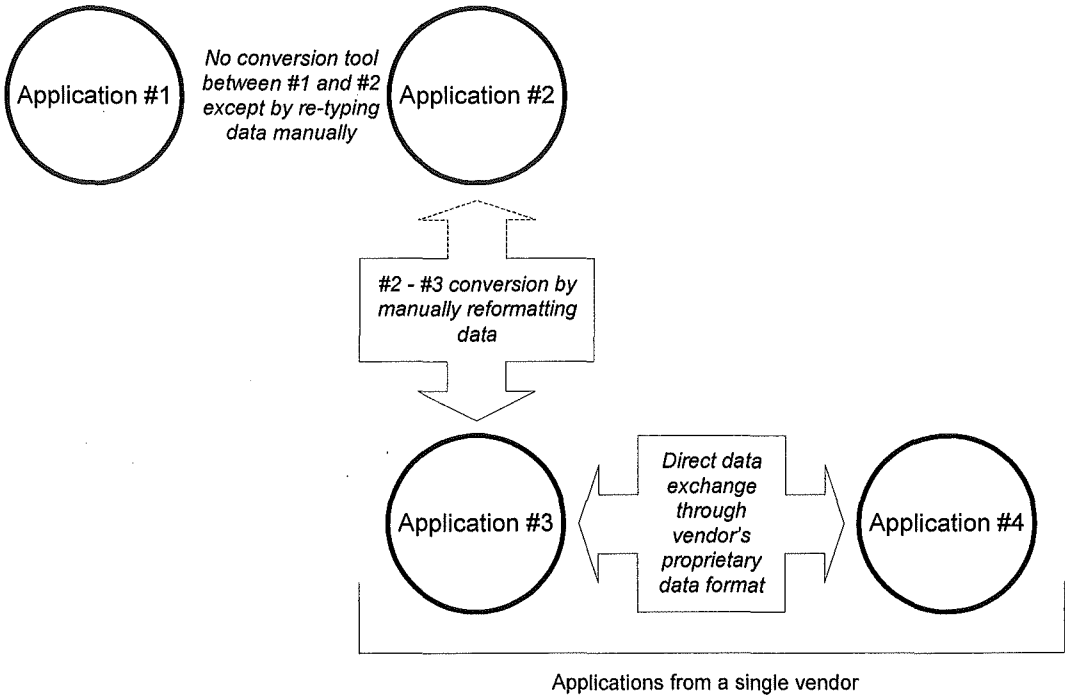 Application #1
No conversion tool
between #1 and #2
except by re-typing
data manually
Application #2
#2 - #3 conversion by
manually reformatting
data
Application #3
Direct data
exchange
through
vendor's
proprietary
data format
Application #4
Applications from a single vendor